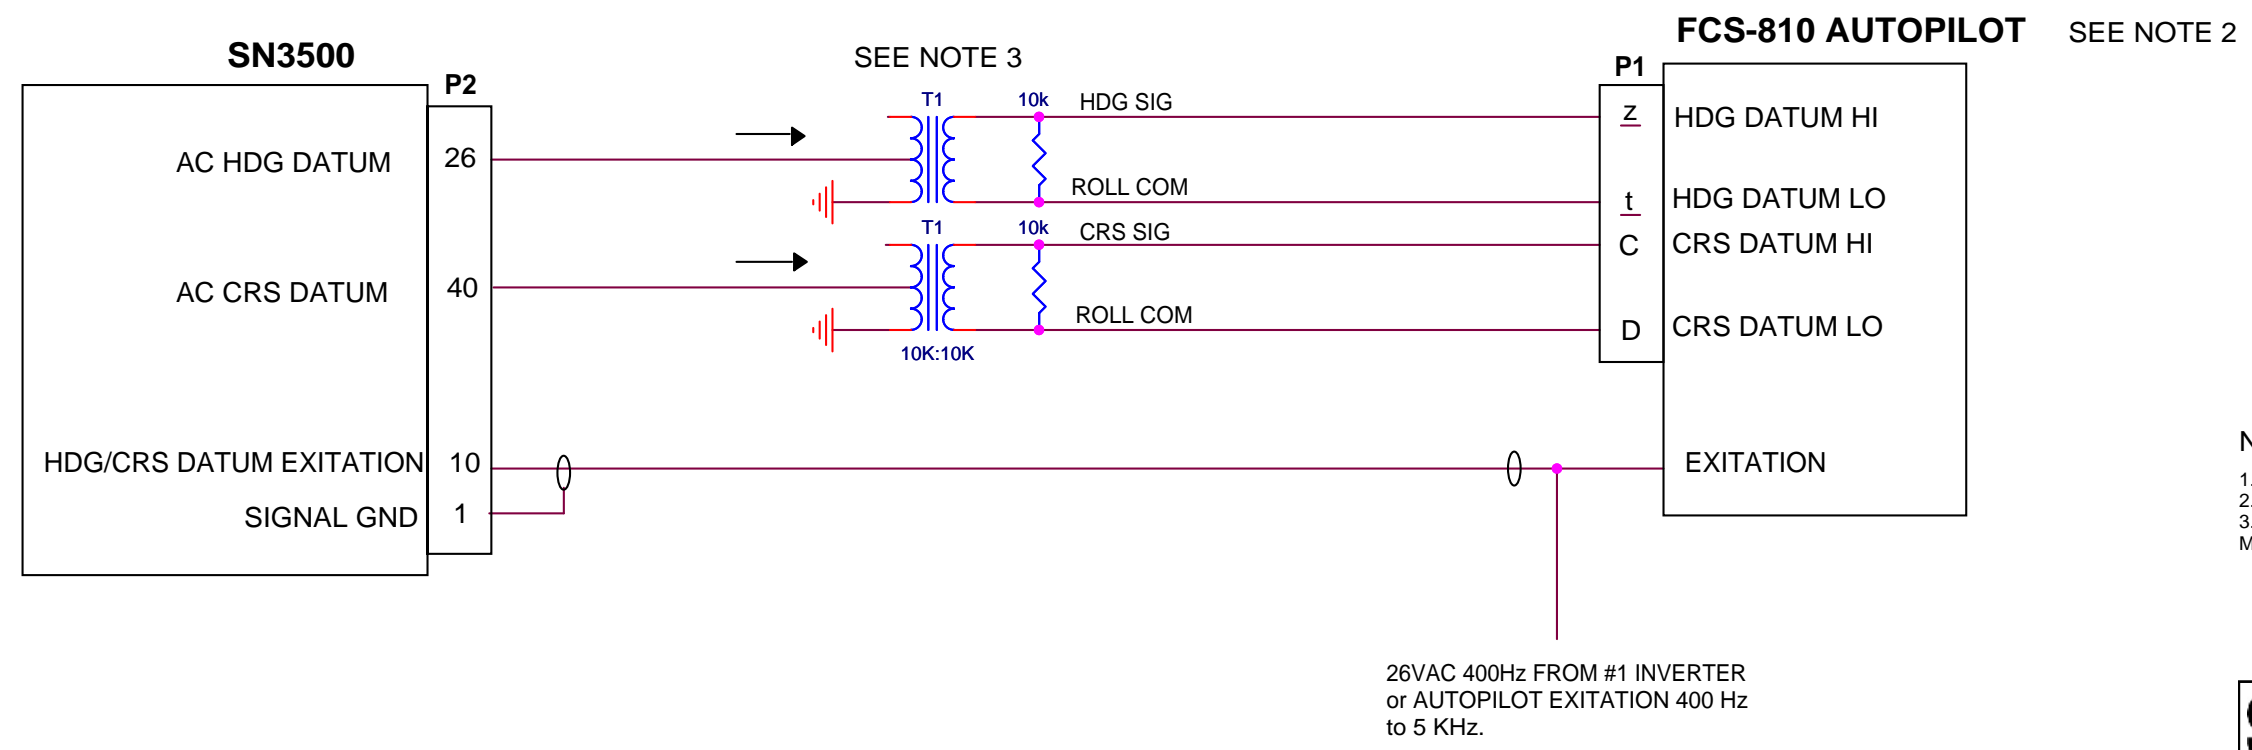 FCS-810 AUTOPILOT SEE NOTE 2
SN3500
SEE NOTE 3
P2
P1
T1 10k HDG SIG
z HDG DATUM HI
AC HDG DATUM 26
ROLL COM
t HDG DATUM LO
T1 10k CRS SIG
C CRS DATUM HI
AC CRS DATUM 40
ROLL COM
D CRS DATUM LO
10K:10K
HDG/CRS DATUM EXITATION 10
EXITATION
SIGNAL GND 1
N
1.
2.
3.
M
26VAC 400Hz FROM #1 INVERTER
or AUTOPILOT EXITATION 400 Hz
to 5 KHz.